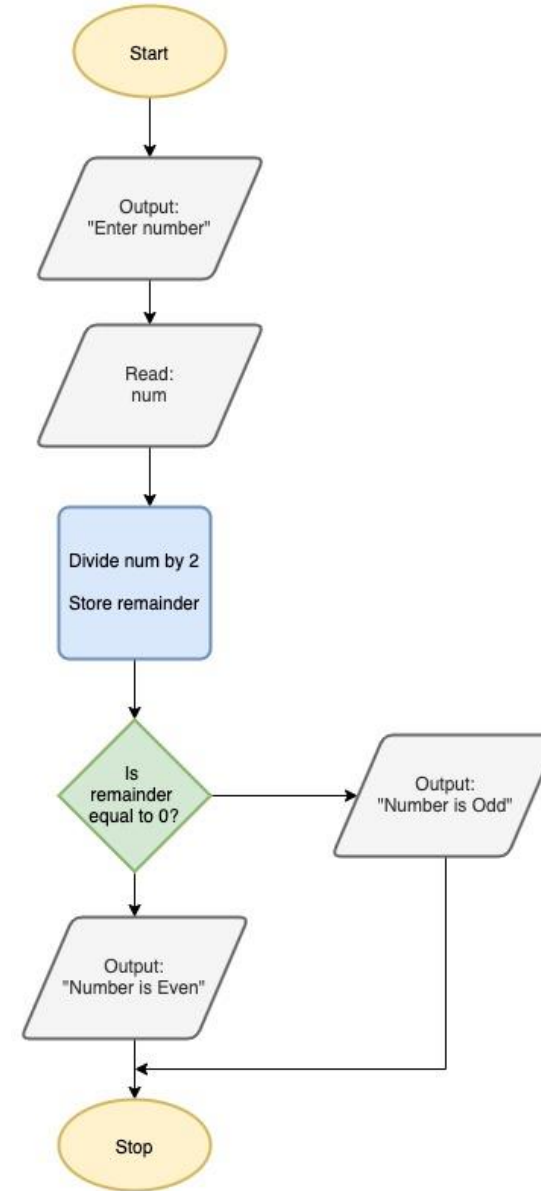 Start
Output:
"Enter number"
Read:
num
Divide num by 2
Store remainder
Is
remainder
equal to 0?
Output:
"Number is Odd"
Output:
"Number is Even"
Stop